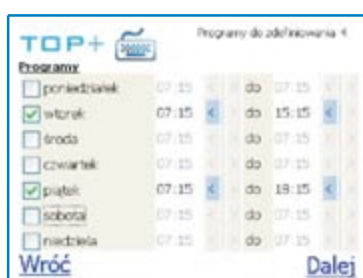 TOP+
Programy do zdefiniowania 4
Programy
poniedziałek 07:15 < > do 07:15 < >
wtorek 07:15 < > do 15:15 < >
środa 07:15 < > do 07:15 < >
czwartek 07:15 < > do 07:15 < >
piątek 07:15 < > do 18:15 < >
sobota 07:15 < > do 07:15 < >
niedziela 07:15 < > do 07:15 < >
Wróć Dalej